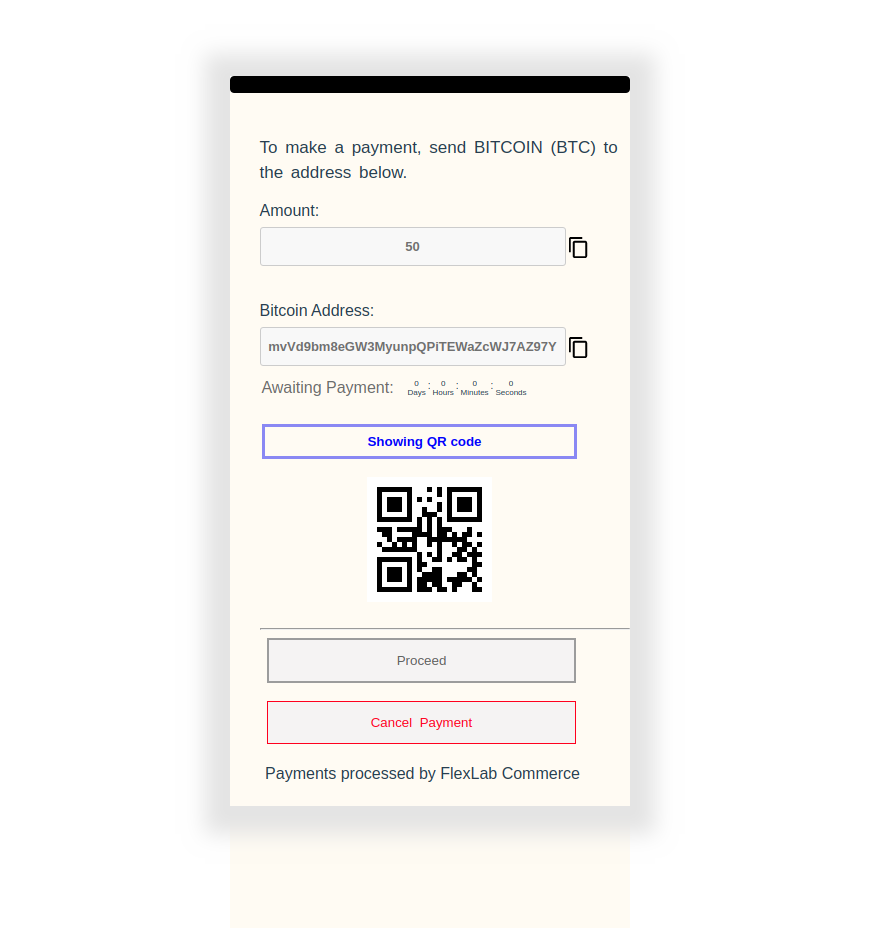 To make a payment, send BITCOIN (BTC) to
the address below.
Amount:
50
Bitcoin Address:
mvVd9bm8eGW3MyunpQPiTEWaZcWJ7AZ97Y
Awaiting Payment: 0 : 0 : 0 : 0
Days Hours Minutes Seconds
Showing QR code
Proceed
Cancel Payment
Payments processed by FlexLab Commerce